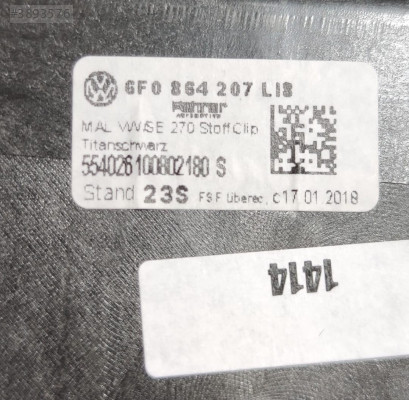 6F0 864 207 LI8
MAL VW/SE 270 Stoff Clip
Titanschwarz
554026100802180 S
Stand 23S FSF überec. c17.01.2018
1414